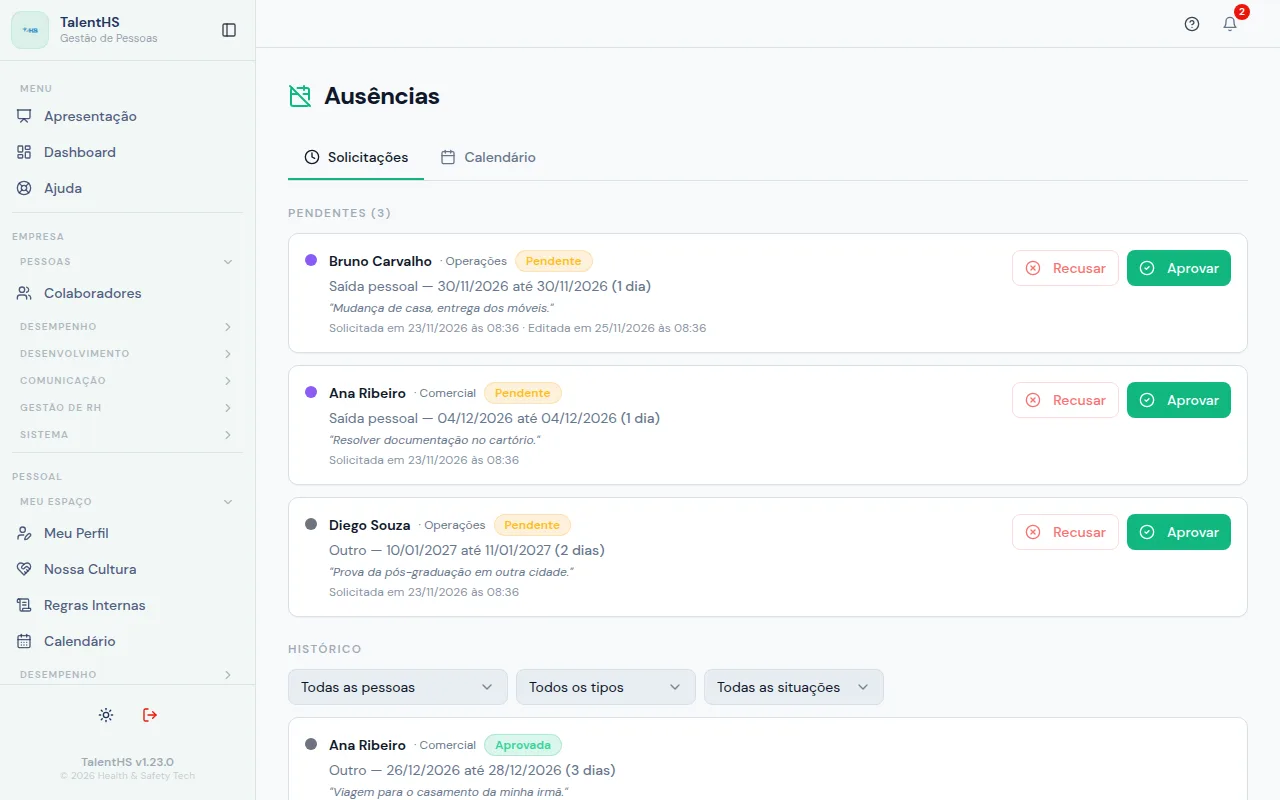 TalentHS
Gestão de Pessoas
MENU
Apresentação
Dashboard
Ajuda
EMPRESA
PESSOAS
Colaboradores
DESEMPENHO
DESENVOLVIMENTO
COMUNICAÇÃO
GESTÃO DE RH
SISTEMA
PESSOAL
MEU ESPAÇO
Meu Perfil
Nossa Cultura
Regras Internas
Calendário
DESEMPENHO
TalentHS v1.23.0
© 2026 Health & Safety Tech
2
Ausências
Solicitações Calendário
PENDENTES (3)
Bruno Carvalho · Operações Pendente
Saída pessoal — 30/11/2026 até 30/11/2026 (1 dia)
"Mudança de casa, entrega dos móveis."
Solicitada em 23/11/2026 às 08:36 · Editada em 25/11/2026 às 08:36
Recusar Aprovar
Ana Ribeiro · Comercial Pendente
Saída pessoal — 04/12/2026 até 04/12/2026 (1 dia)
"Resolver documentação no cartório."
Solicitada em 23/11/2026 às 08:36
Recusar Aprovar
Diego Souza · Operações Pendente
Outro — 10/01/2027 até 11/01/2027 (2 dias)
"Prova da pós-graduação em outra cidade."
Solicitada em 23/11/2026 às 08:36
Recusar Aprovar
HISTÓRICO
Todas as pessoas Todos os tipos Todas as situações
Ana Ribeiro · Comercial Aprovada
Outro — 26/12/2026 até 28/12/2026 (3 dias)
"Viagem para o casamento da minha irmã."